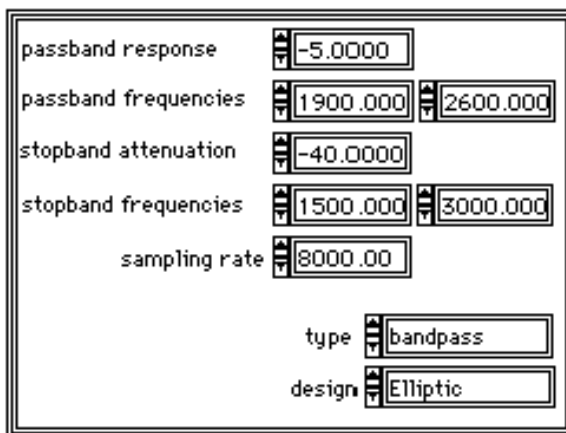 passband response -5.0000
passband frequencies 1900.000 2600.000
stopband attenuation -40.0000
stopband frequencies 1500.000 3000.000
sampling rate 8000.00
type bandpass
design Elliptic